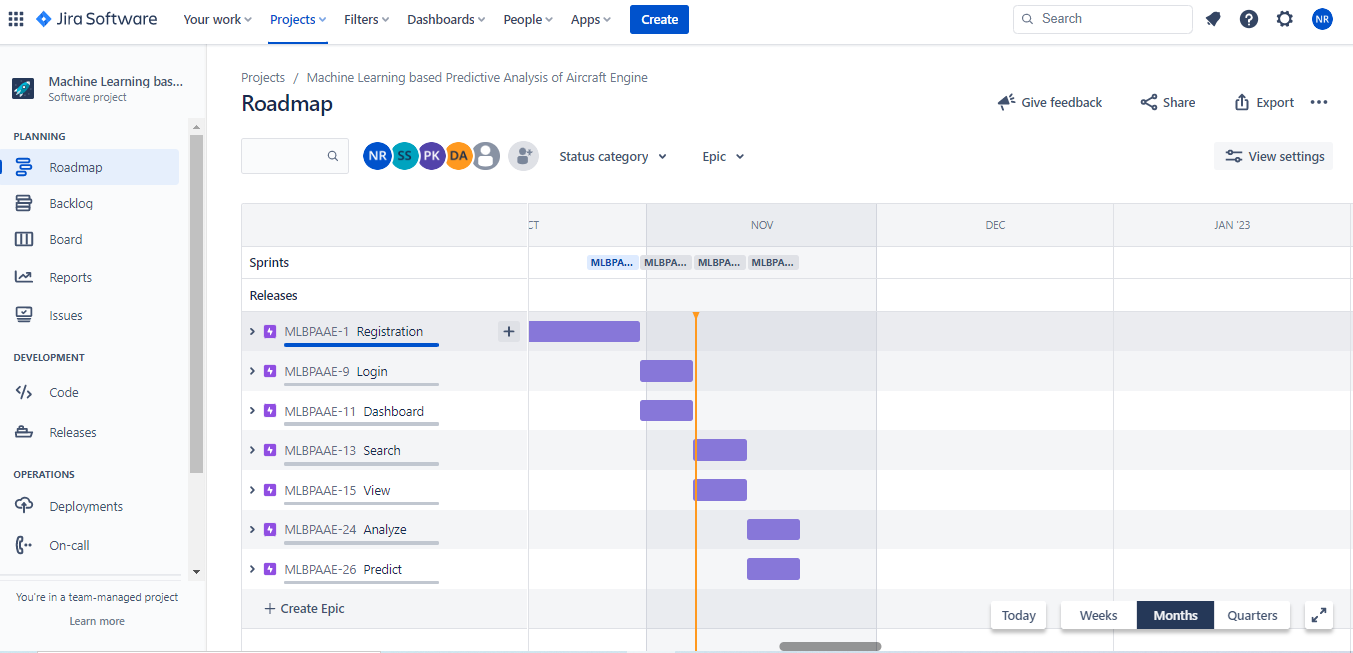 Jira Software Your work Projects Filters Dashboards People Apps Create Search NR
Machine Learning bas...
Software project
PLANNING
Roadmap
Backlog
Board
Reports
Issues
DEVELOPMENT
Code
Releases
OPERATIONS
Deployments
On-call
You're in a team-managed project
Learn more
Projects / Machine Learning based Predictive Analysis of Aircraft Engine
Roadmap
Give feedback Share Export
NR SS PK DA Status category Epic View settings
CT NOV DEC JAN '23
Sprints MLBPA... MLBPA... MLBPA... MLBPA...
Releases
MLBPAAE-1 Registration
MLBPAAE-9 Login
MLBPAAE-11 Dashboard
MLBPAAE-13 Search
MLBPAAE-15 View
MLBPAAE-24 Analyze
MLBPAAE-26 Predict
+ Create Epic
Today Weeks Months Quarters